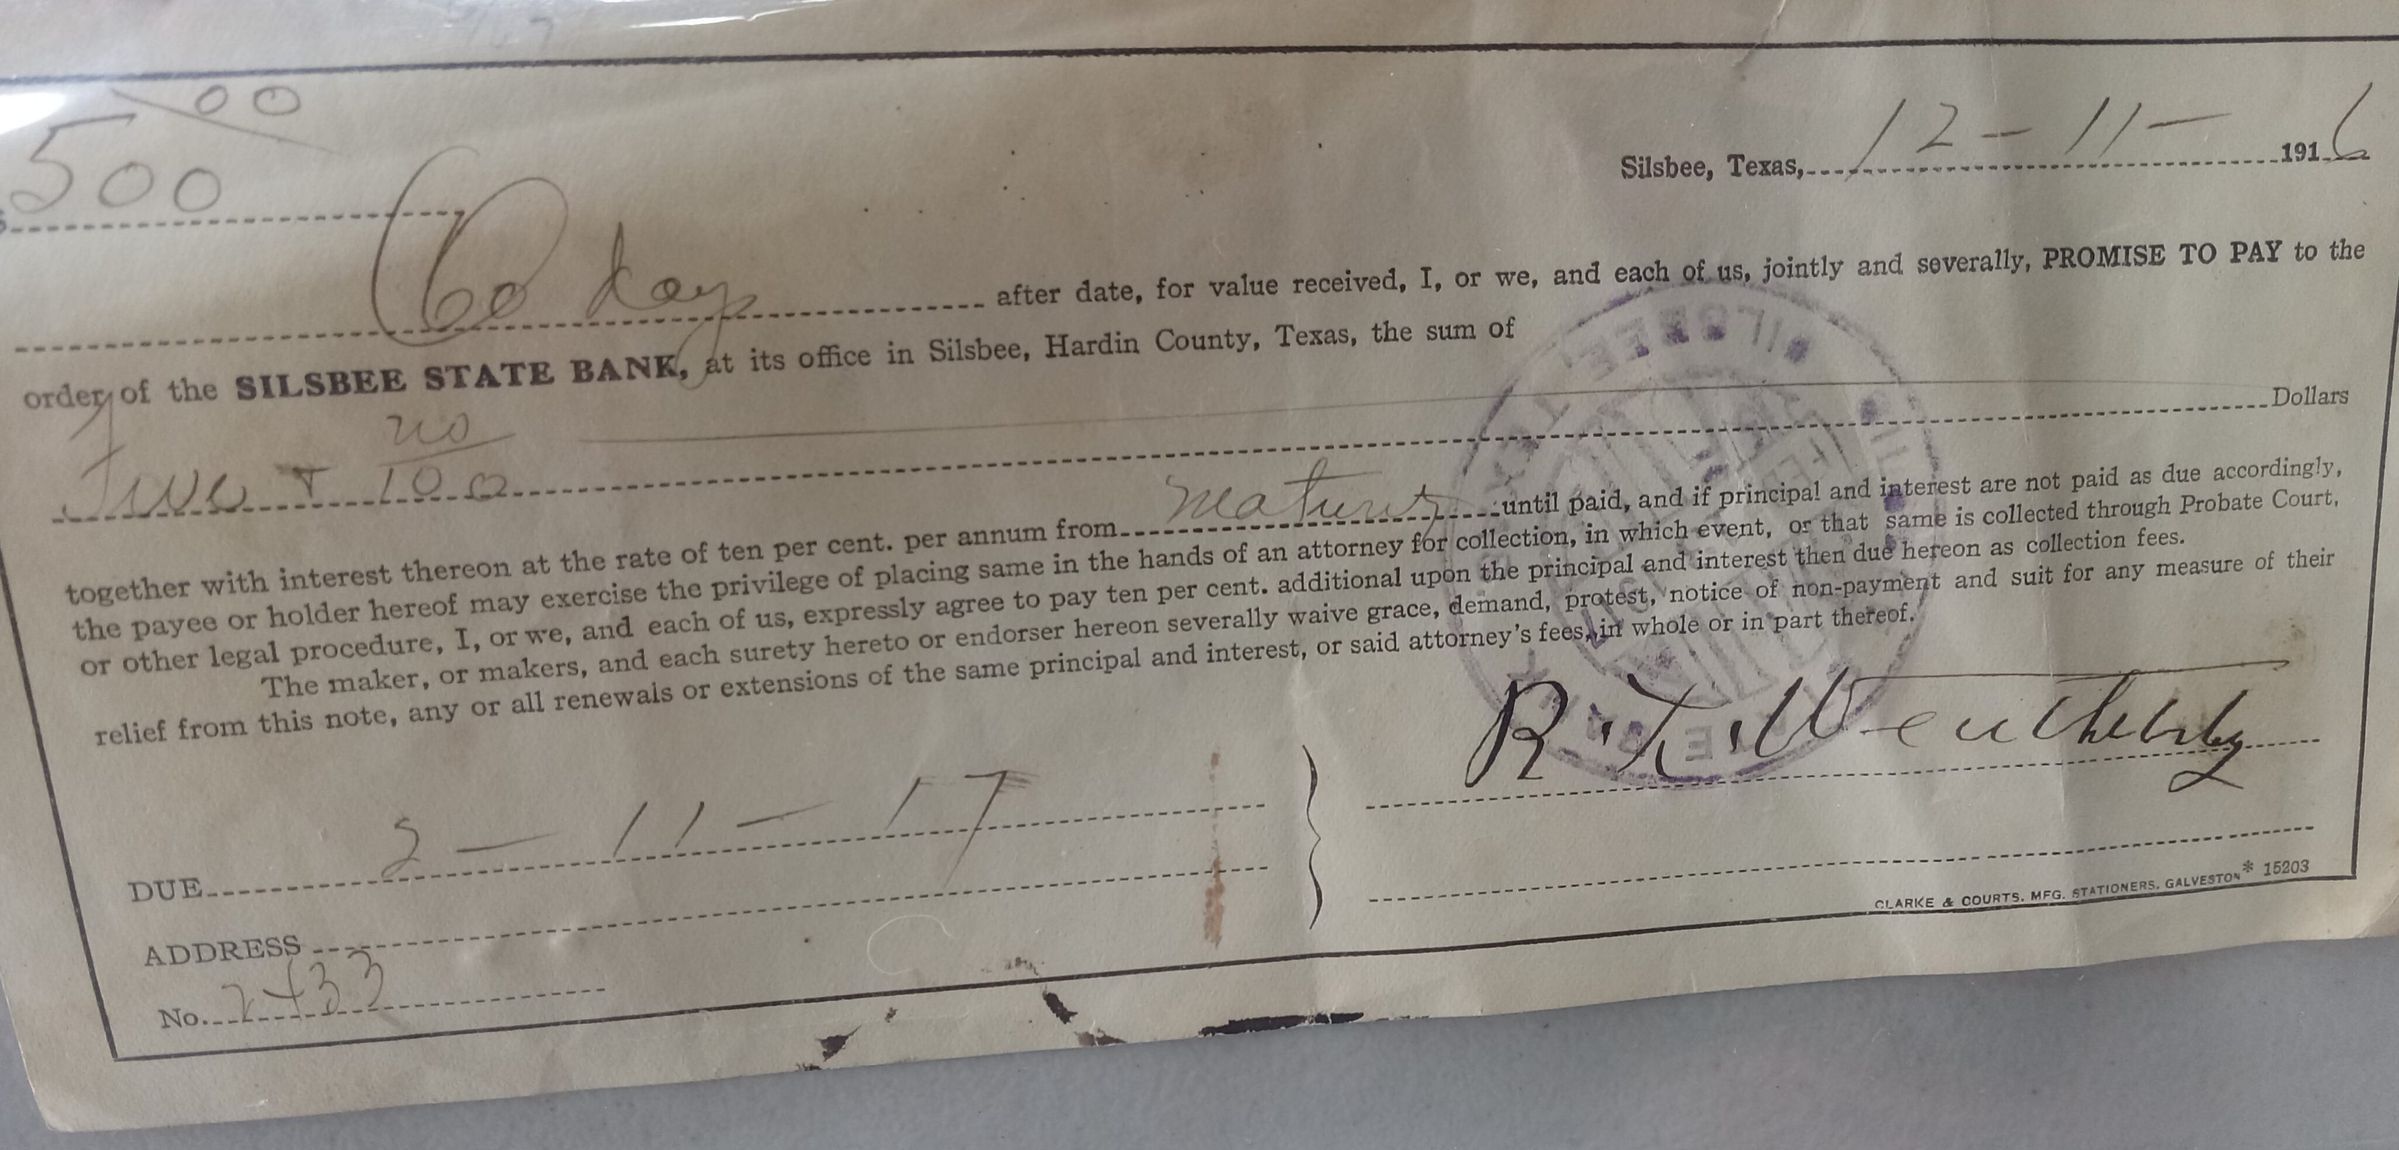 500 00
Silsbee, Texas, 12-11- 1916
60 days after date, for value received, I, or we, and each of us, jointly and severally, PROMISE TO PAY to the
order of the SILSBEE STATE BANK, at its office in Silsbee, Hardin County, Texas, the sum of
Five & no/100 Dollars
together with interest thereon at the rate of ten per cent. per annum from maturity until paid, and if principal and interest are not paid as due accordingly,
the payee or holder hereof may exercise the privilege of placing same in the hands of an attorney for collection, in which event, or that same is collected through Probate Court,
or other legal procedure, I, or we, and each of us, expressly agree to pay ten per cent. additional upon the principal and interest then due hereon as collection fees.
The maker, or makers, and each surety hereto or endorser hereon severally waive grace, demand, protest, notice of non-payment and suit for any measure of their
relief from this note, any or all renewals or extensions of the same principal and interest, or said attorney's fees, in whole or in part thereof.
DUE 2-11-17
ADDRESS
No. 2433
CLARKE & COURTS. MFG. STATIONERS. GALVESTON* 15203